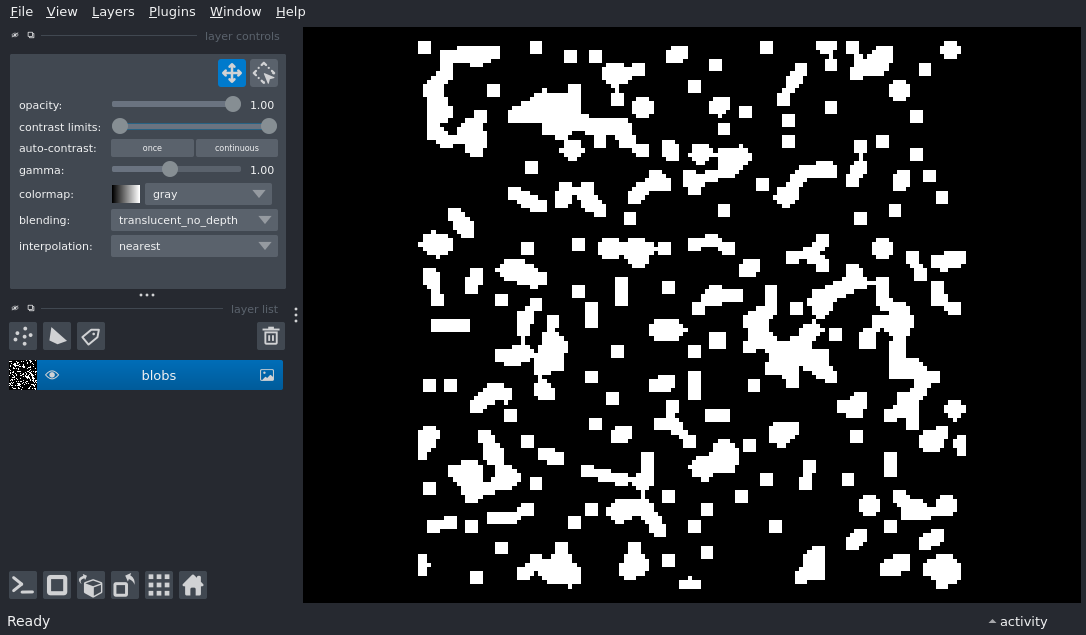 File View Layers Plugins Window Help
layer controls
opacity: 1.00
contrast limits:
auto-contrast: once continuous
gamma: 1.00
colormap: gray
blending: translucent_no_depth
interpolation: nearest
layer list
blobs
Ready activity